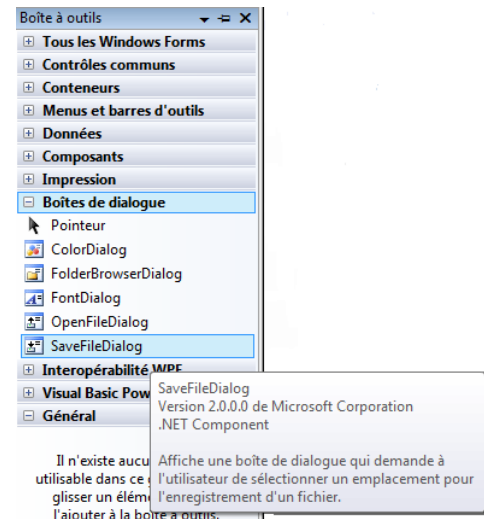 Boîte à outils
Tous les Windows Forms
Contrôles communs
Conteneurs
Menus et barres d'outils
Données
Composants
Impression
Boîtes de dialogue
Pointeur
ColorDialog
FolderBrowserDialog
FontDialog
OpenFileDialog
SaveFileDialog
Interopérabilité WPF
Visual Basic Pow
Général
SaveFileDialog
Version 2.0.0.0 de Microsoft Corporation
.NET Component
Affiche une boîte de dialogue qui demande à
l'utilisateur de sélectionner un emplacement pour
l'enregistrement d'un fichier.
Il n'existe aucu
utilisable dans ce
glisser un élém
l'ajouter à la boîte à outils.